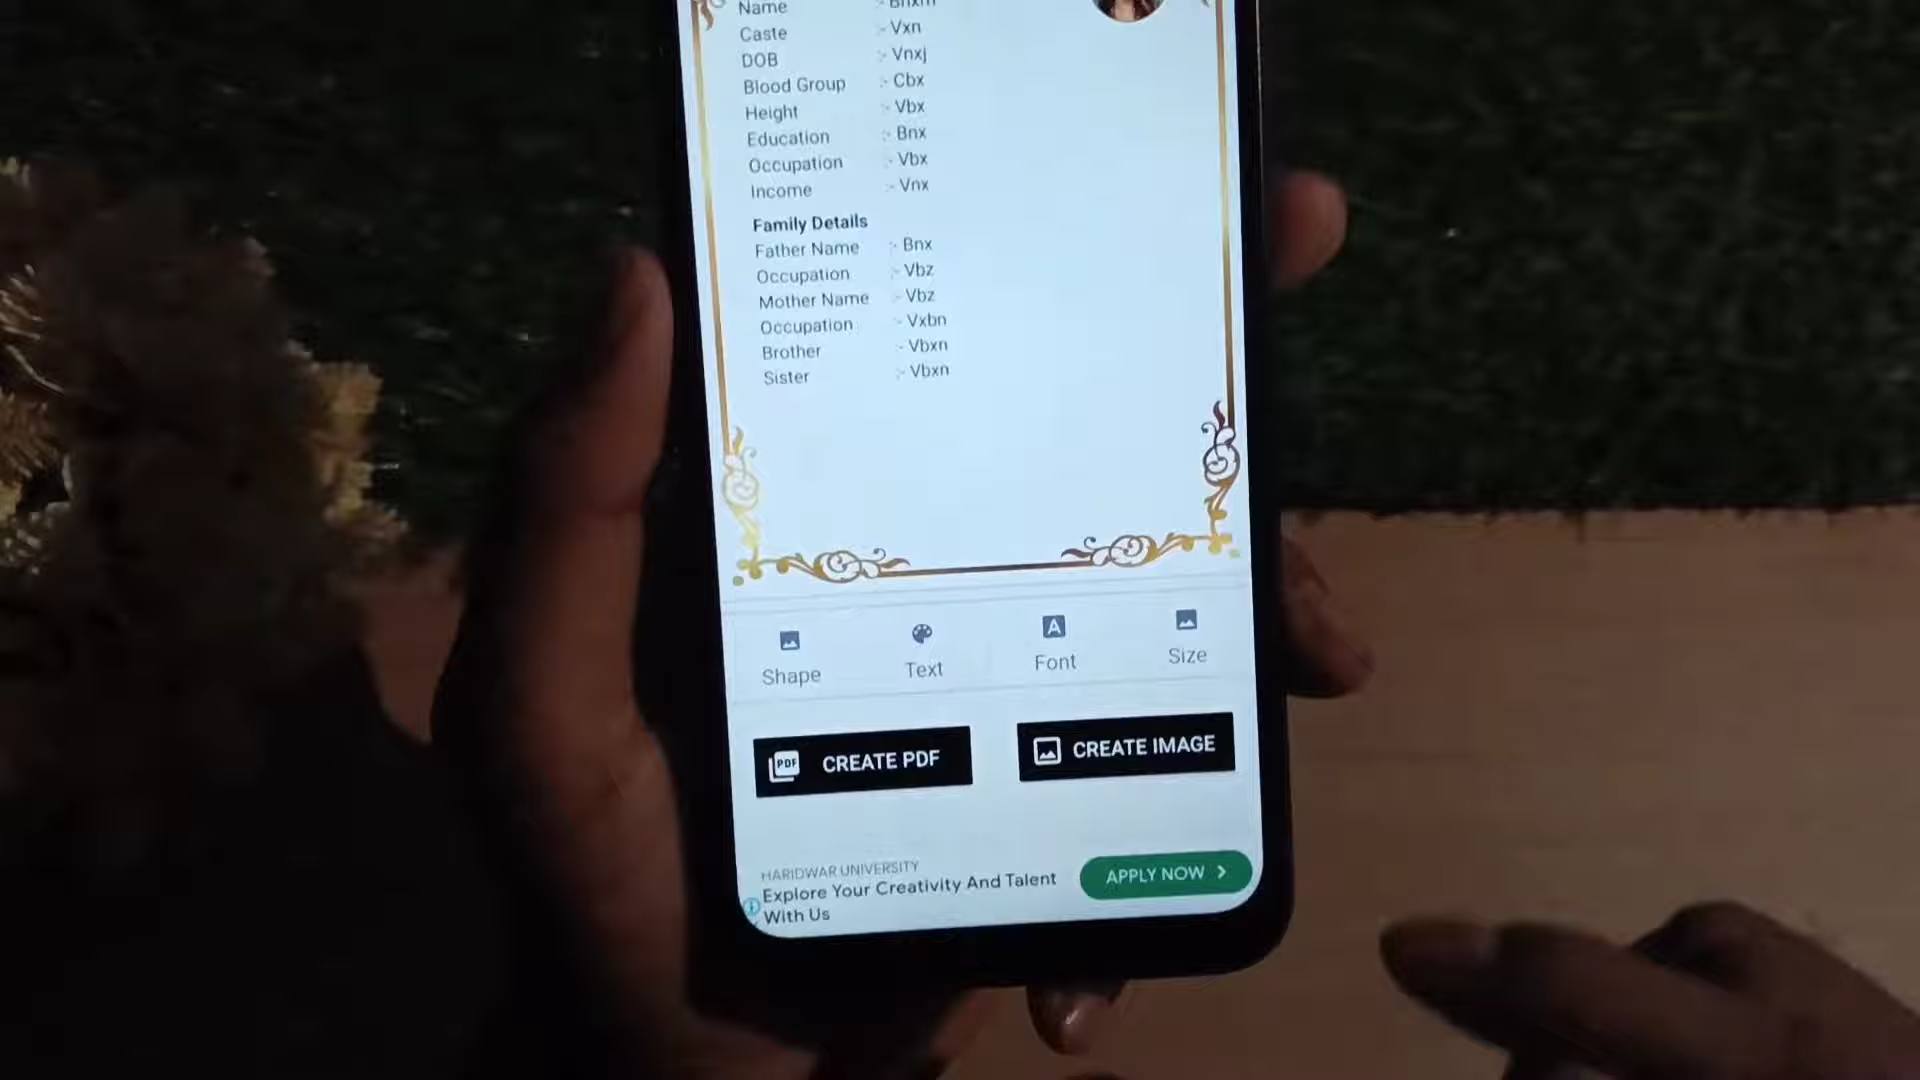 Name :- Bnxm
Caste :- Vxn
DOB :- Vnxj
Blood Group :- Cbx
Height :- Vbx
Education :- Bnx
Occupation :- Vbx
Income :- Vnx
Family Details
Father Name :- Bnx
Occupation :- Vbz
Mother Name :- Vbz
Occupation :- Vxbn
Brother :- Vbxn
Sister :- Vbxn
Shape Text Font Size
PDF CREATE PDF CREATE IMAGE
HARIDWAR UNIVERSITY
Explore Your Creativity And Talent
With Us
APPLY NOW >